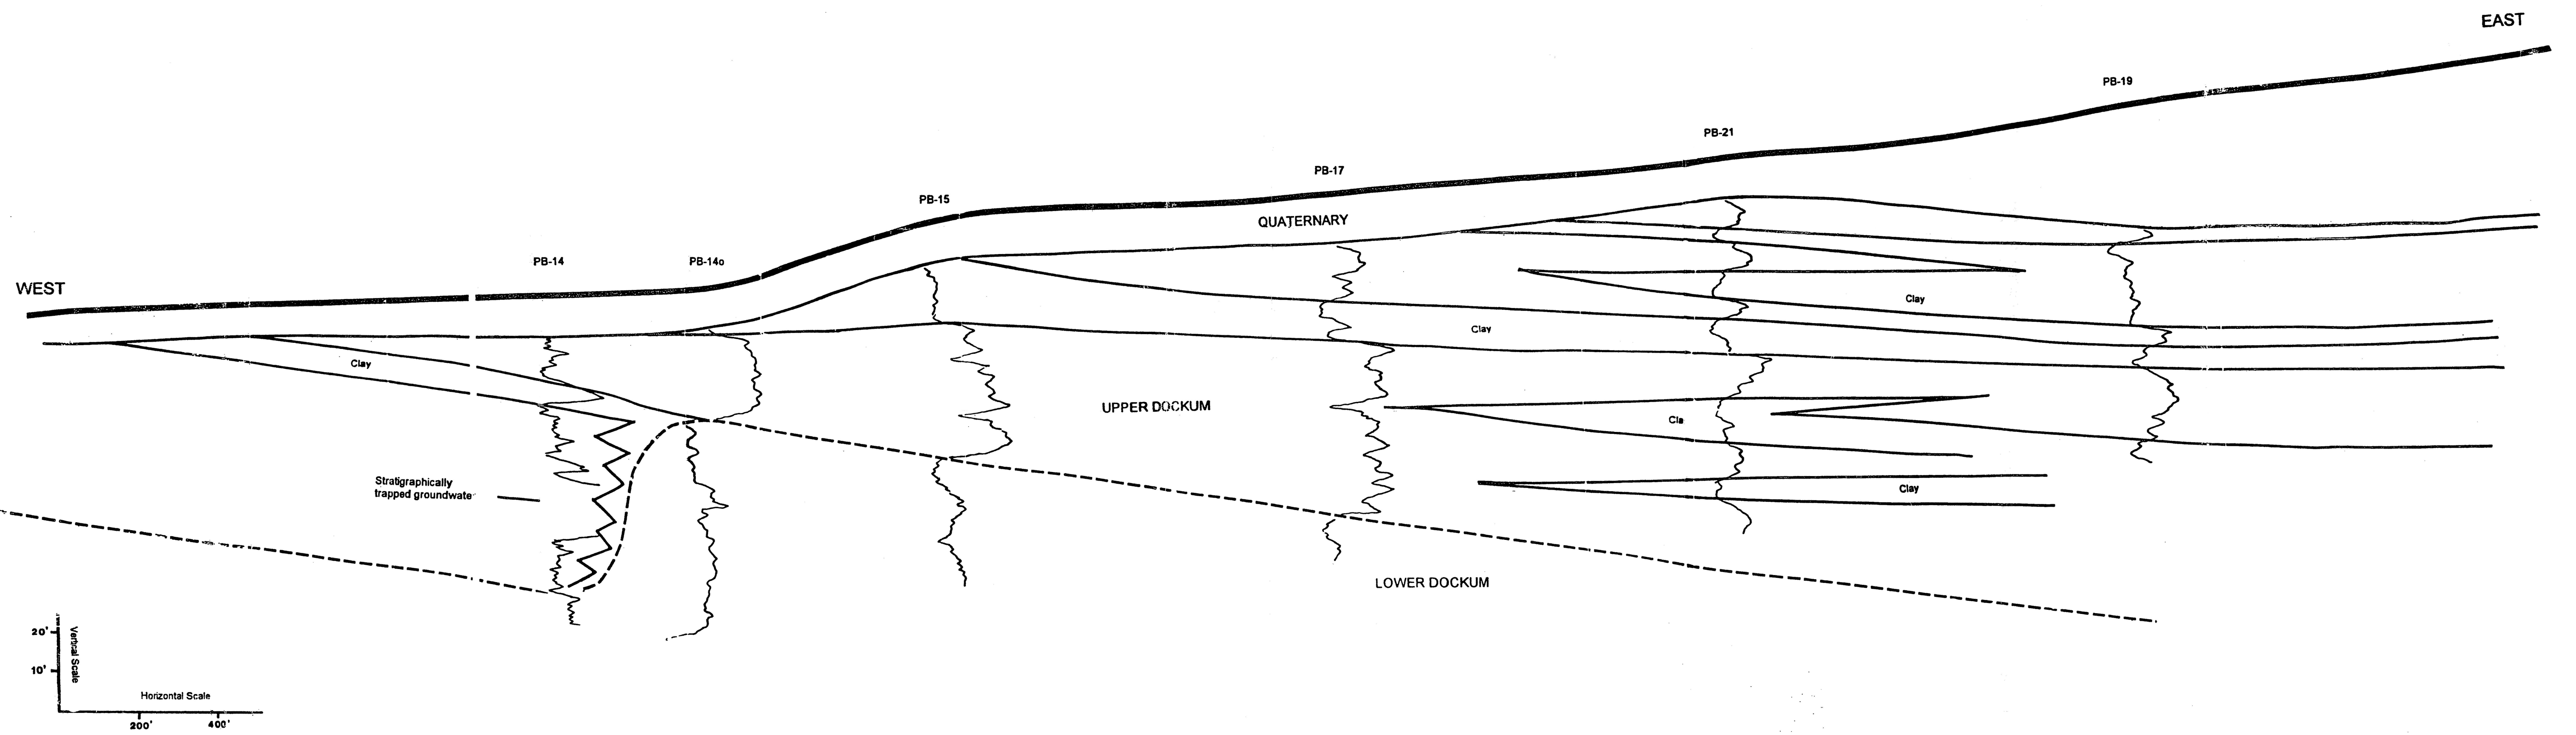 EAST
PB-19
PB-21
PB-17
PB-15
QUATERNARY
PB-14
PB-14o
WEST
Clay
Clay
Clay
UPPER DOCKUM
Cla
Stratigraphically
trapped groundwate
Clay
LOWER DOCKUM
20'
10'
Vertical Scale
Horizontal Scale
200'
400'